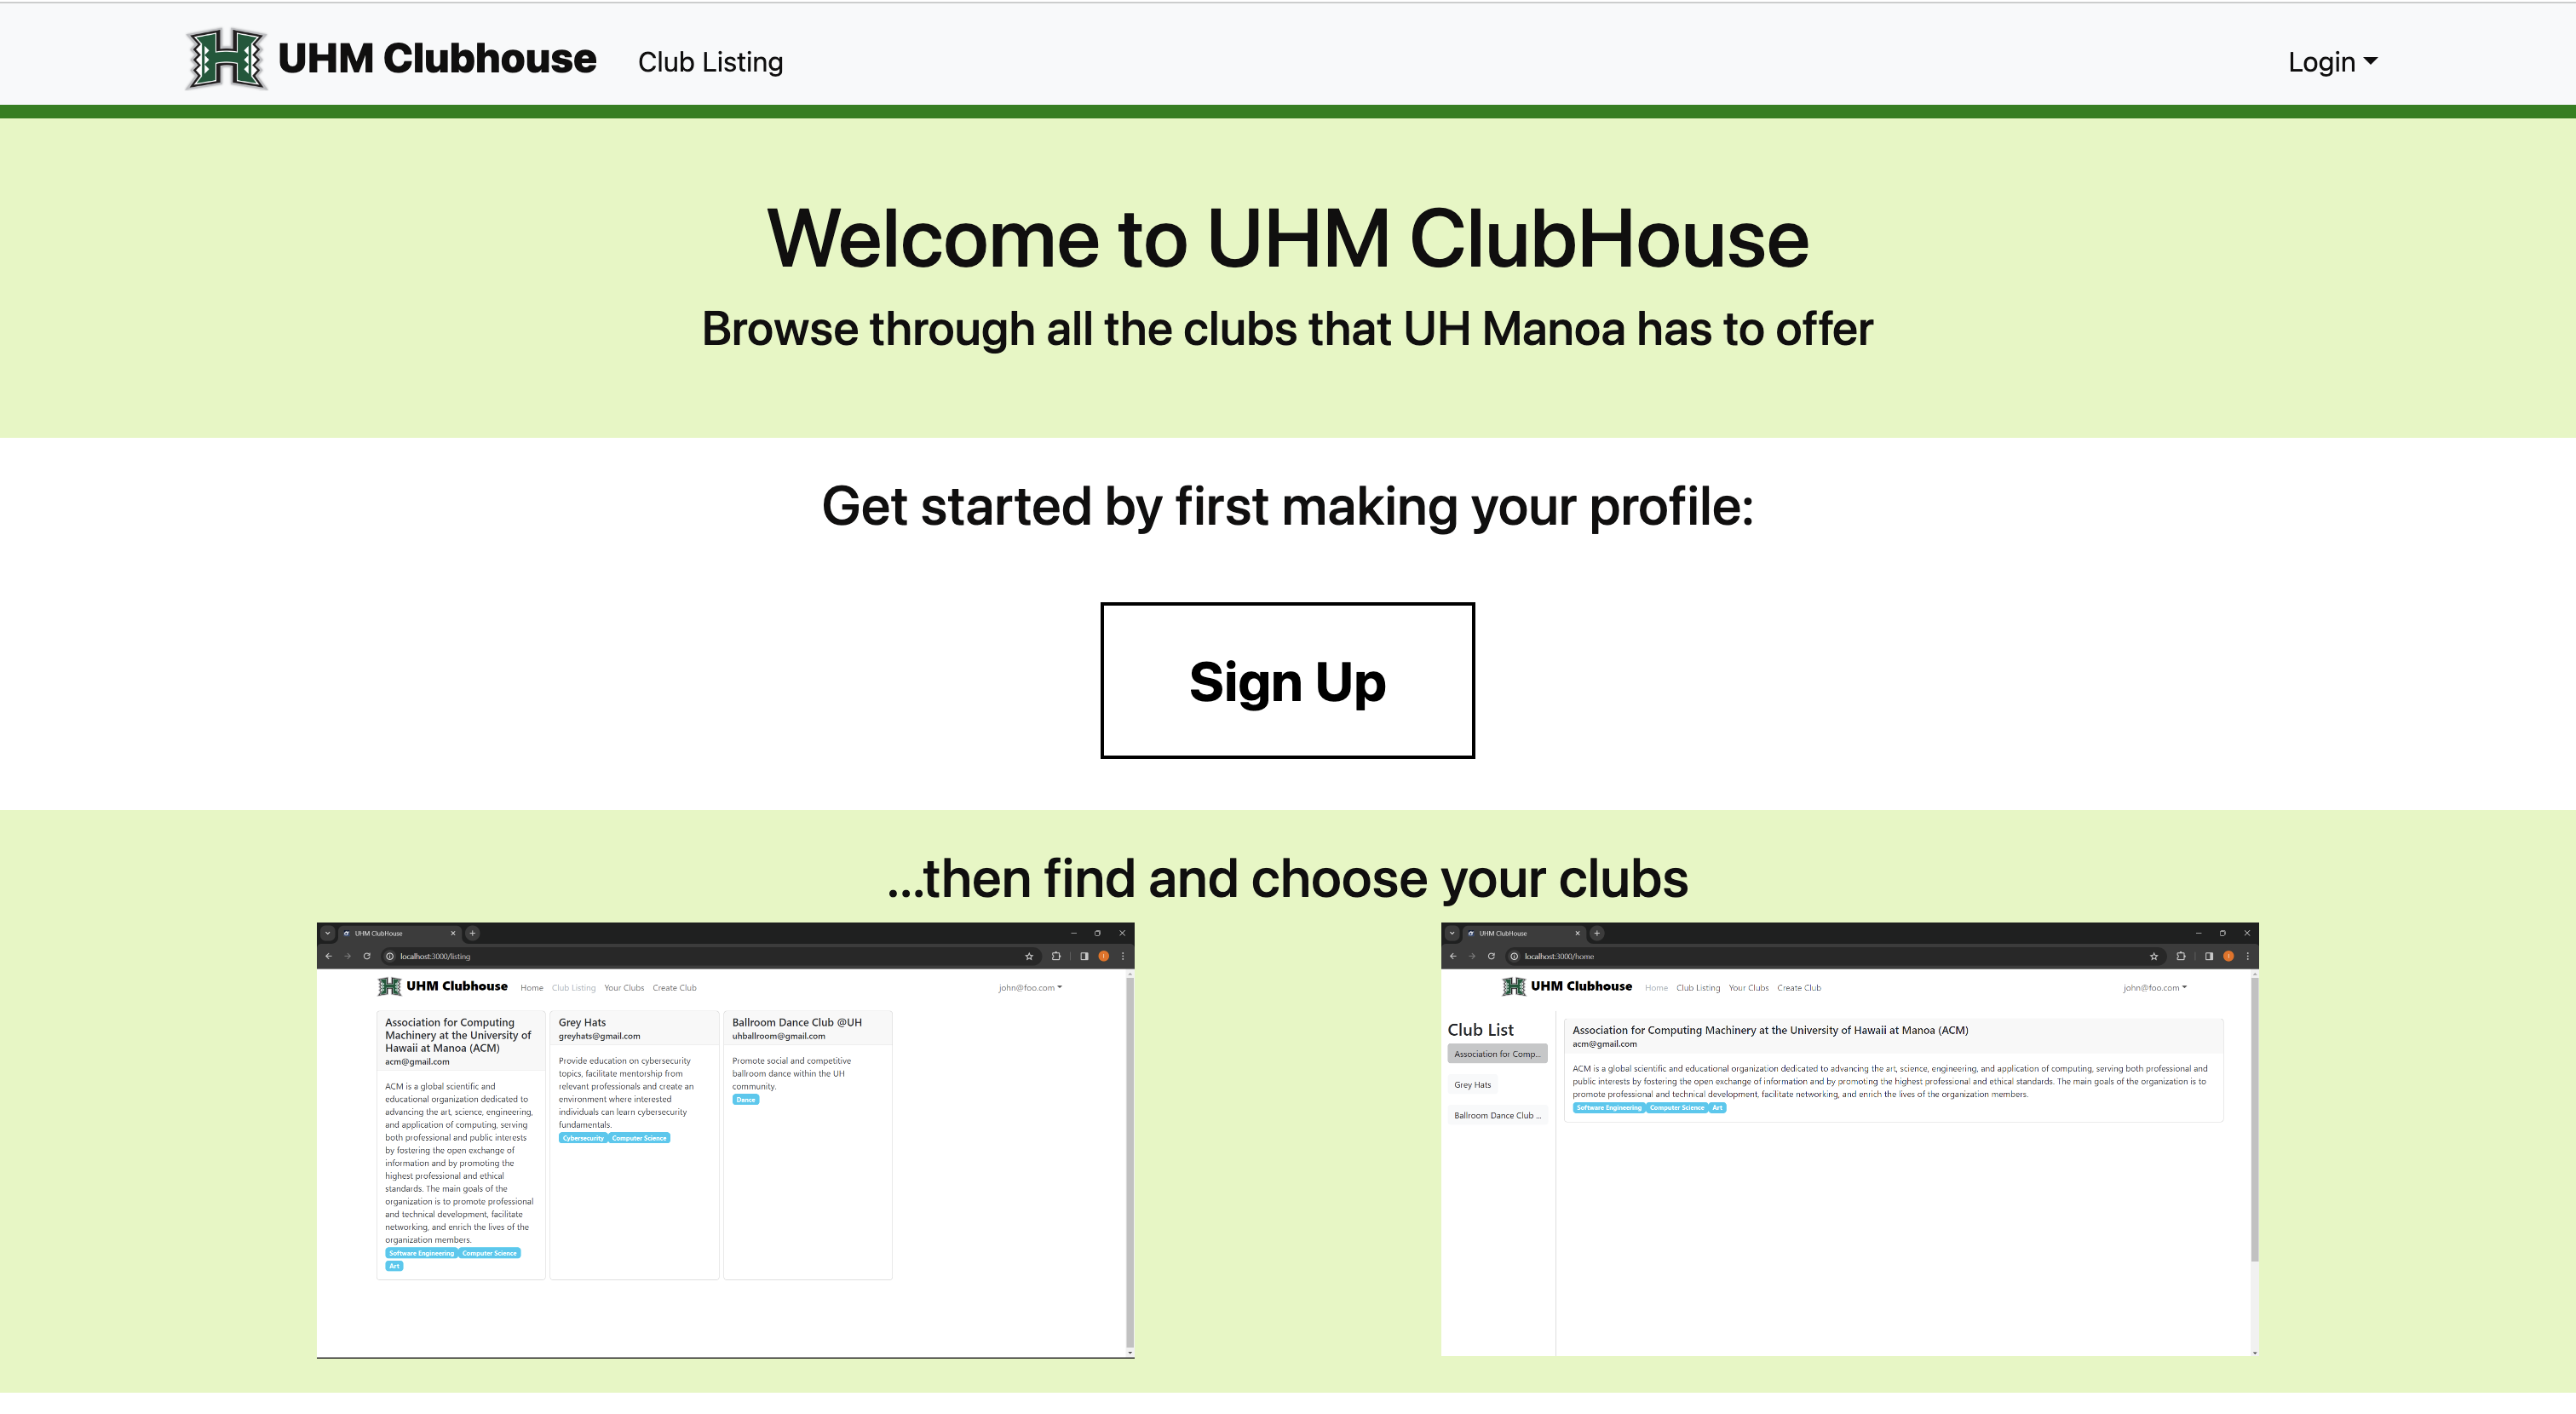 UHM Clubhouse Club Listing Login
Welcome to UHM ClubHouse
Browse through all the clubs that UH Manoa has to offer
Get started by first making your profile:
Sign Up
...then find and choose your clubs
UHM ClubHouse
localhost:3000/listing
UHM Clubhouse Home Club Listing Your Clubs Create Club john@foo.com
Association for Computing
Machinery at the University of
Hawaii at Manoa (ACM)
acm@gmail.com
ACM is a global scientific and
educational organization dedicated to
advancing the art, science, engineering,
and application of computing, serving
both professional and public interests
by fostering the open exchange of
information and by promoting the
highest professional and ethical
standards. The main goals of the
organization is to promote professional
and technical development, facilitate
networking, and enrich the lives of the
organization members.
Software Engineering Computer Science
Art
Grey Hats
greyhats@gmail.com
Provide education on cybersecurity
topics, facilitate mentorship from
relevant professionals and create an
environment where interested
individuals can learn cybersecurity
fundamentals.
Cybersecurity Computer Science
Ballroom Dance Club @UH
uhballroom@gmail.com
Promote social and competitive
ballroom dance within the UH
community.
Dance
UHM ClubHouse
localhost:3000/home
UHM Clubhouse Home Club Listing Your Clubs Create Club john@foo.com
Club List
Association for Comp...
Grey Hats
Ballroom Dance Club ...
Association for Computing Machinery at the University of Hawaii at Manoa (ACM)
acm@gmail.com
ACM is a global scientific and educational organization dedicated to advancing the art, science, engineering, and application of computing, serving both professional and
public interests by fostering the open exchange of information and by promoting the highest professional and ethical standards. The main goals of the organization is to
promote professional and technical development, facilitate networking, and enrich the lives of the organization members.
Software Engineering Computer Science Art